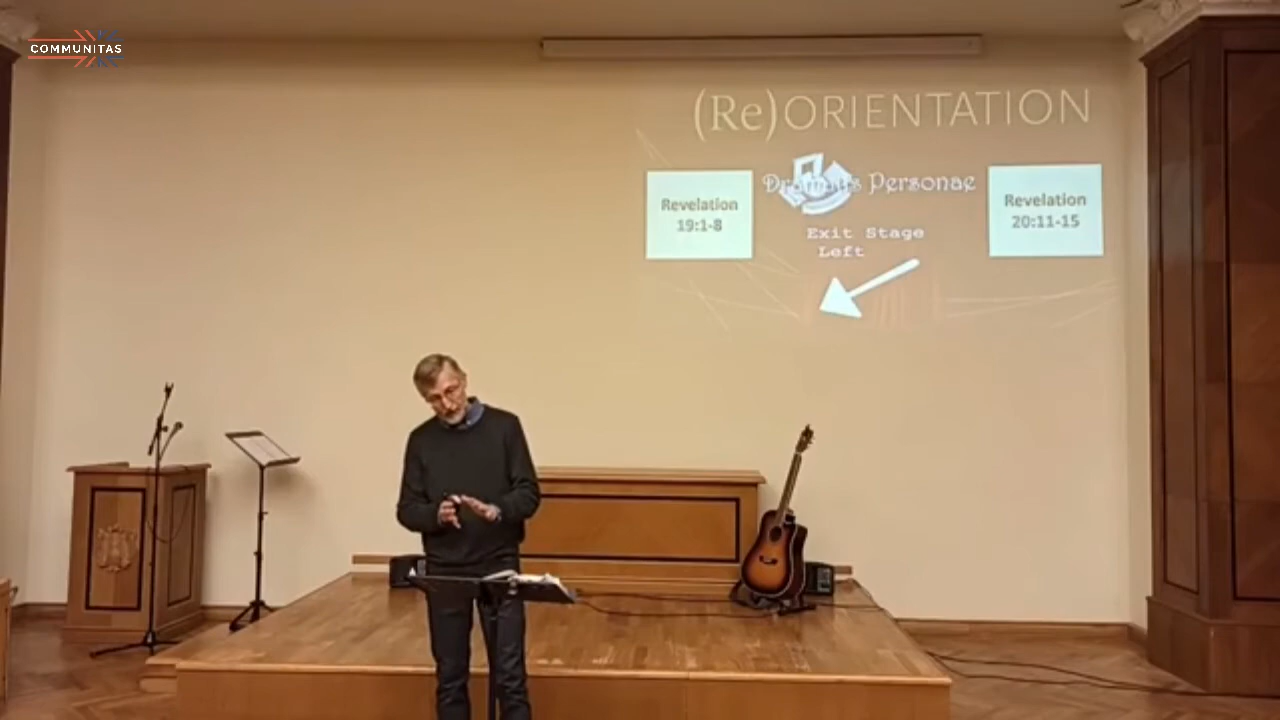 COMMUNITAS
(Re)ORIENTATION
Dramatis Personae
Revelation
19:1-8
Exit Stage
Left
Revelation
20:11-15